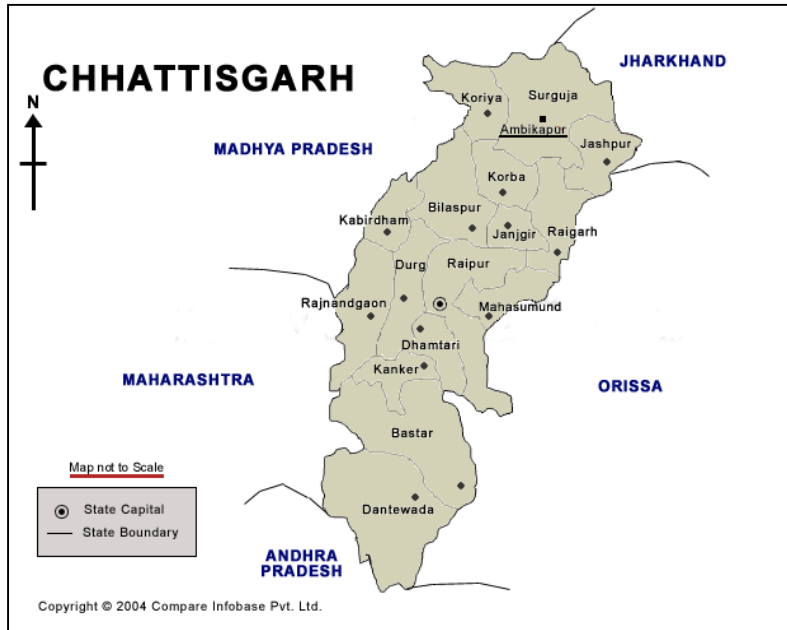 JHARKHAND
CHHATTISGARH
N
Koriya
Surguja
Ambikapur
MADHYA PRADESH
Jashpur
Korba
Bilaspur
Kabirdham
Janjgir
Raigarh
Durg
Raipur
Rajnandgaon
Mahasumund
Dhamtari
Kanker
MAHARASHTRA
ORISSA
Bastar
Map not to Scale
Dantewada
State Capital
State Boundary
ANDHRA
PRADESH
Copyright © 2004 Compare Infobase Pvt. Ltd.